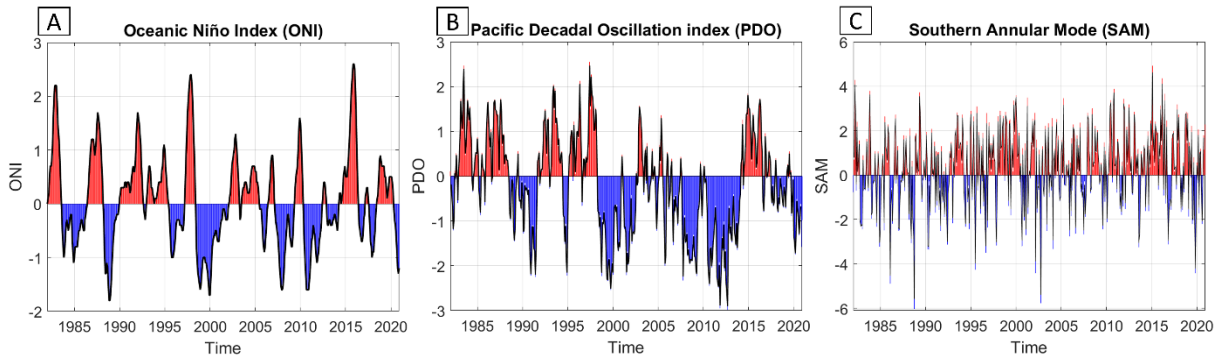 A
Oceanic Niño Index (ONI)
3
2
1
0
-1
-2
ONI
1985 1990 1995 2000 2005 2010 2015 2020
Time
B
Pacific Decadal Oscillation index (PDO)
3
2
1
0
-1
-2
-3
PDO
1985 1990 1995 2000 2005 2010 2015 2020
Time
C
Southern Annular Mode (SAM)
6
4
2
0
-2
-4
-6
SAM
1985 1990 1995 2000 2005 2010 2015 2020
Time